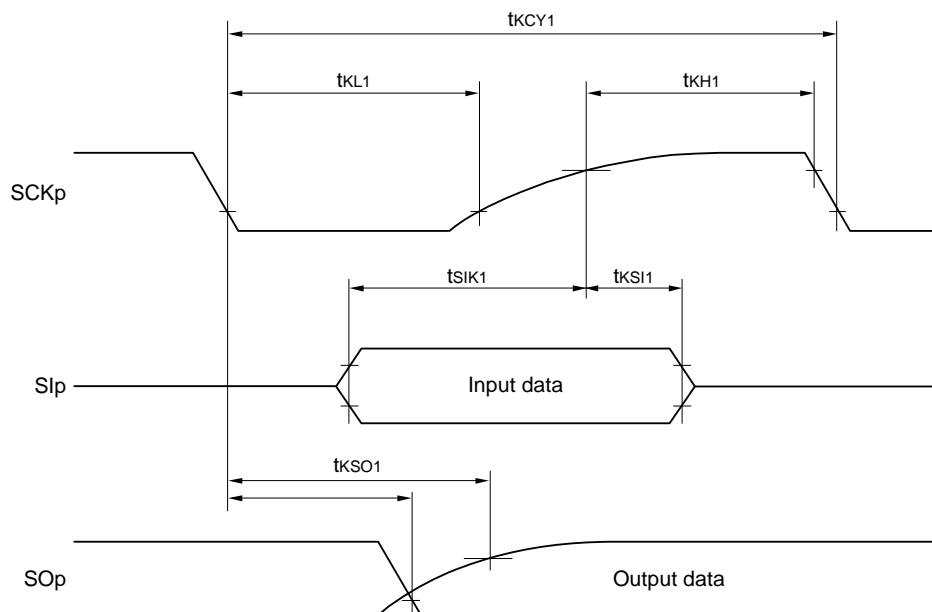 tKCY1
tKL1
tKH1
SCKp
tSIK1
tKSI1
SIp
Input data
tKSO1
SOp
Output data